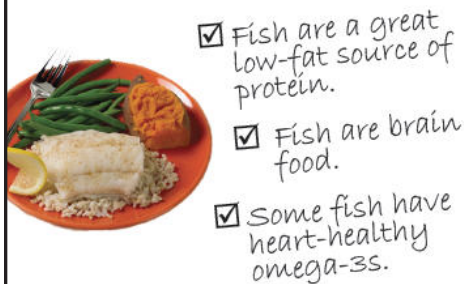 Fish are a great
low-fat source of
protein.
Fish are brain
food.
Some fish have
heart-healthy
omega-3s.